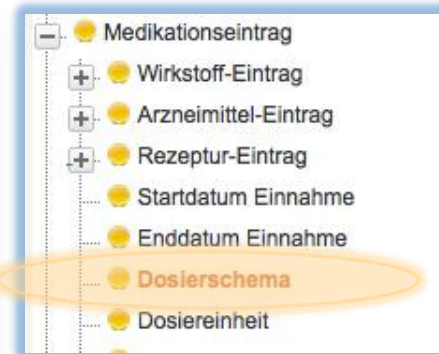 Medikationseintrag
Wirkstoff-Eintrag
Arzneimittel-Eintrag
Rezeptur-Eintrag
Startdatum Einnahme
Enddatum Einnahme
Dosierschema
Dosiereinheit